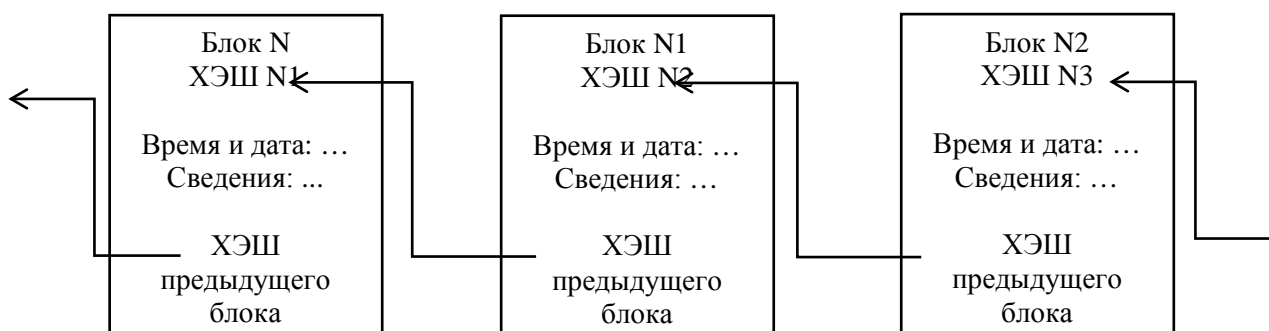 Блок N
ХЭШ N1
Время и дата: …
Сведения: ...
ХЭШ
предыдущего
блока
Блок N1
ХЭШ N2
Время и дата: …
Сведения: …
ХЭШ
предыдущего
блока
Блок N2
ХЭШ N3
Время и дата: …
Сведения: …
ХЭШ
предыдущего
блока